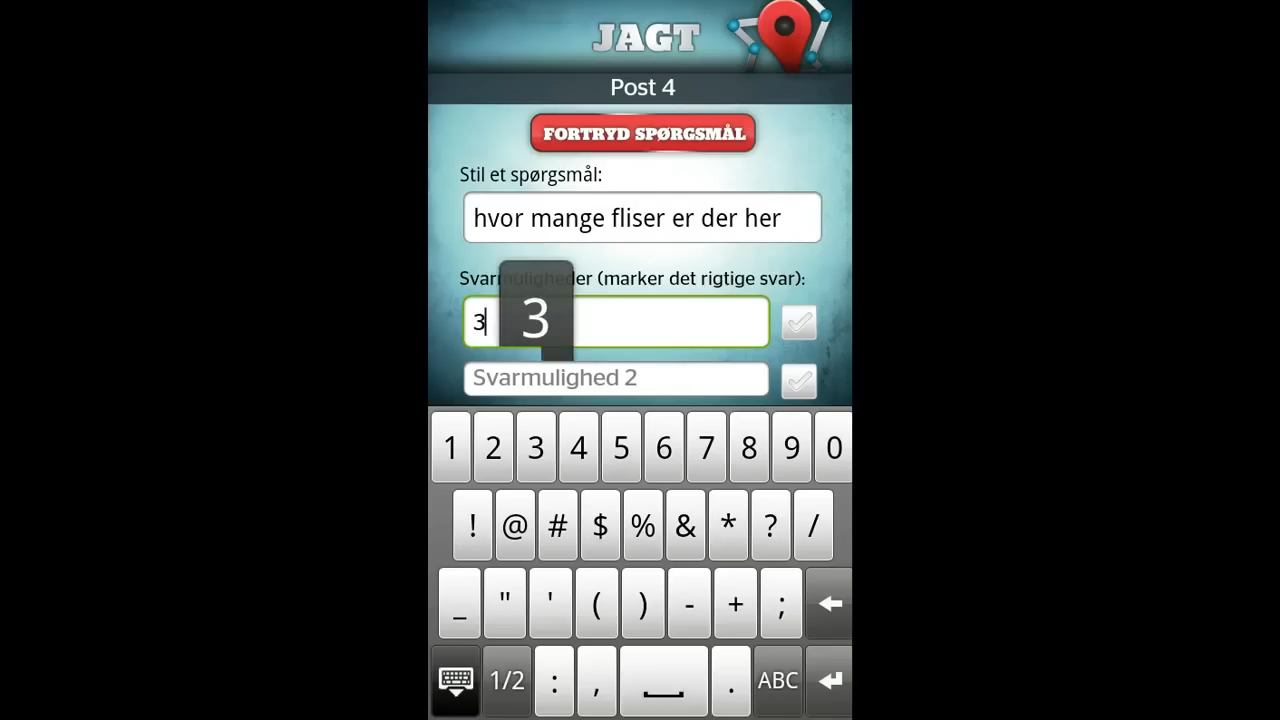 JAGT
Post 4
FORTRYD SPØRGSMÅL
Stil et spørgsmål:
hvor mange fliser er der her
Svarmuligheder (marker det rigtige svar):
3 3
Svarmulighed 2
1 2 3 4 5 6 7 8 9 0
! @ # $ % & * ? /
_ " ' ( ) - + ;
1/2 : , . ABC